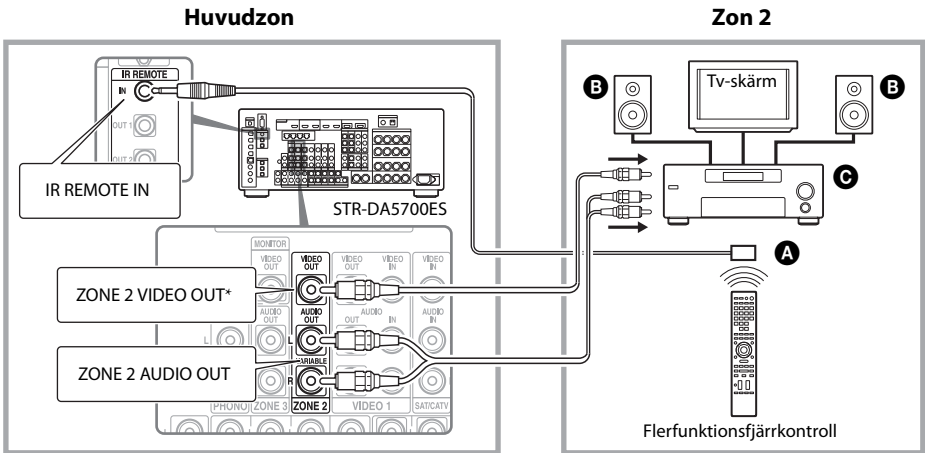 Huvudzon
Zon 2
IR REMOTE
IN
OUT 1
OUT 2
IR REMOTE IN
STR-DA5700ES
B
Tv-skärm
B
C
A
MONITOR
VIDEO OUT
VIDEO OUT
VIDEO OUT
VIDEO IN
VIDEO IN
ZONE 2 VIDEO OUT*
AUDIO OUT
AUDIO OUT
AUDIO
OUT
IN
AUDIO IN
L
L
VARIABLE
R
ZONE 2 AUDIO OUT
PHONO
ZONE 3
ZONE 2
VIDEO 1
SAT/CATV
Flerfunktionsfjärrkontroll